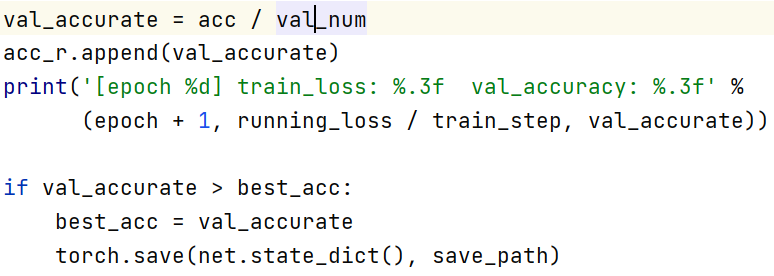 val_accurate = acc / val_num
acc_r.append(val_accurate)
print('[epoch %d] train_loss: %.3f  val_accuracy: %.3f' %
      (epoch + 1, running_loss / train_step, val_accurate))

if val_accurate > best_acc:
    best_acc = val_accurate
    torch.save(net.state_dict(), save_path)